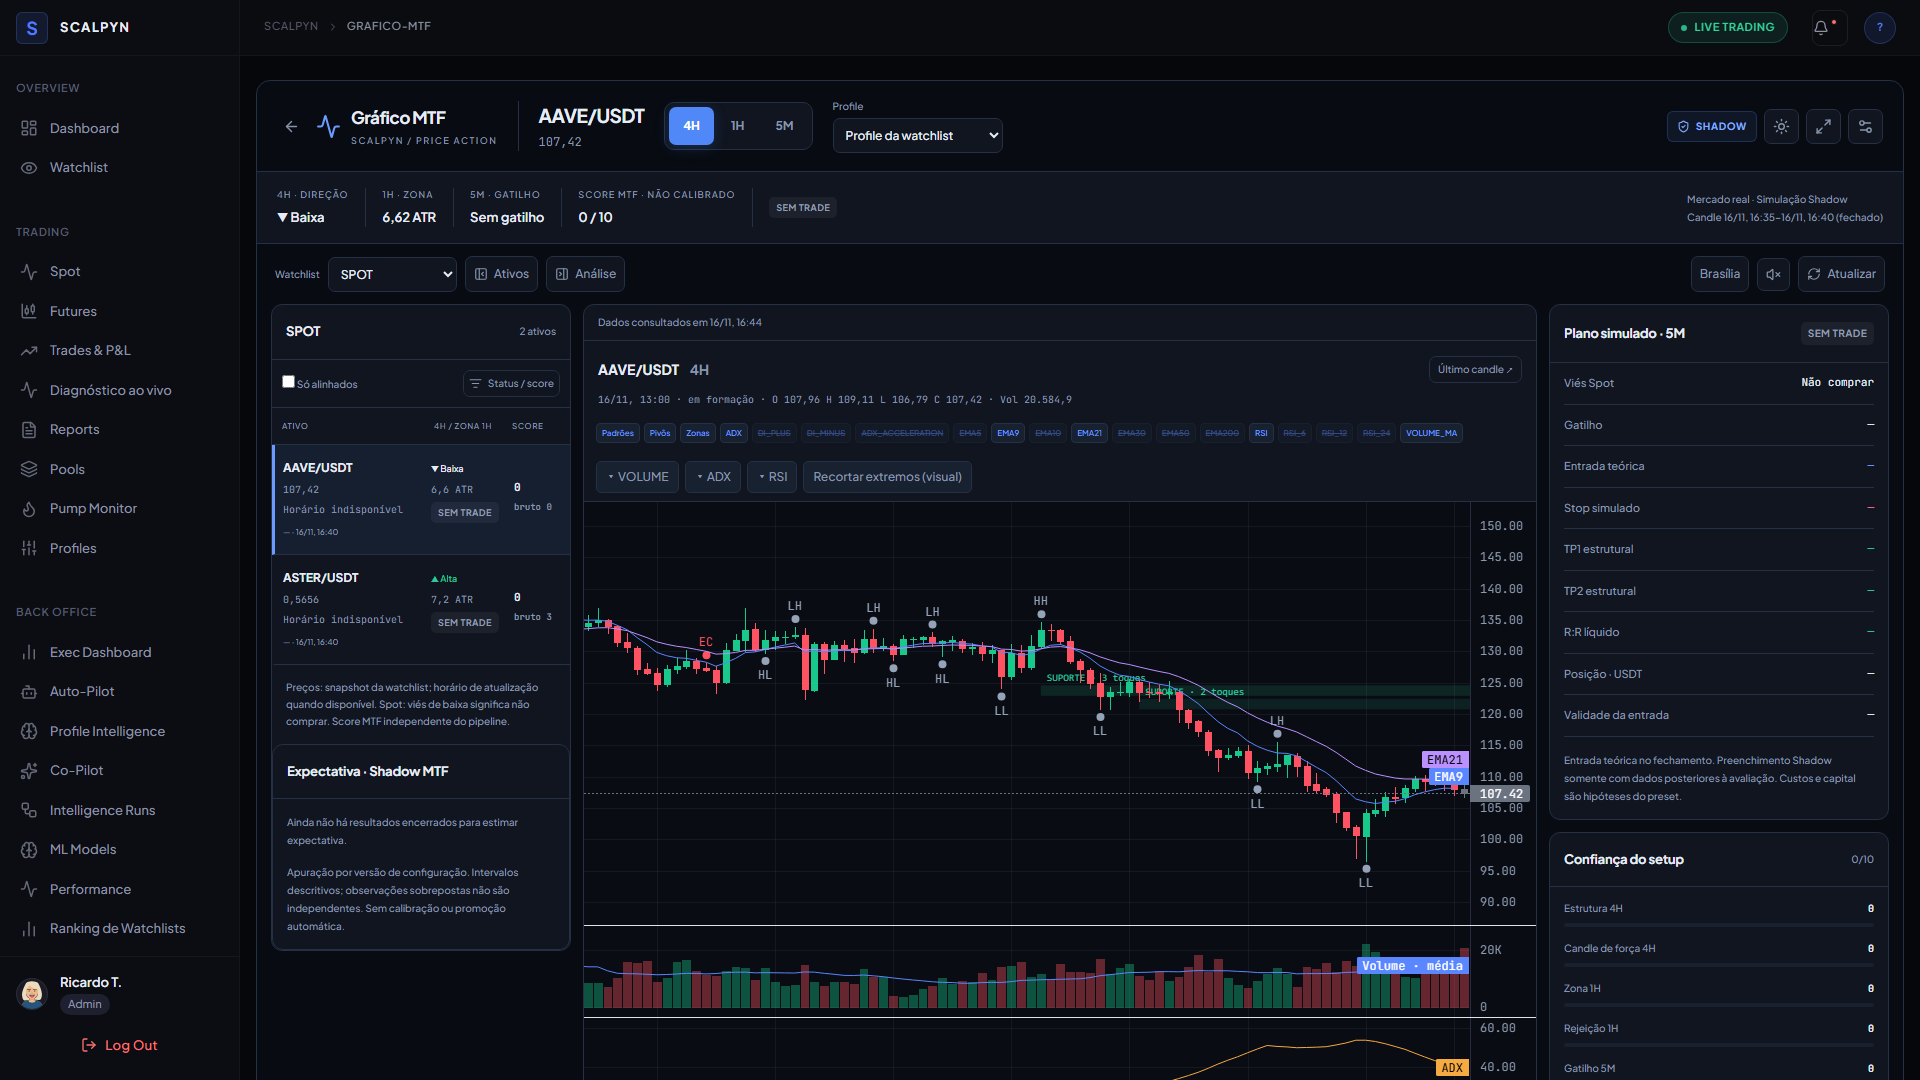 S SCALPYN
SCALPYN > GRAFICO-MTF
LIVE TRADING
?
OVERVIEW
Dashboard
Watchlist
TRADING
Spot
Futures
Trades & P&L
Diagnóstico ao vivo
Reports
Pools
Pump Monitor
Profiles
BACK OFFICE
Exec Dashboard
Auto-Pilot
Profile Intelligence
Co-Pilot
Intelligence Runs
ML Models
Performance
Ranking de Watchlists
Ricardo T.
Admin
Log Out
Gráfico MTF
SCALPYN / PRICE ACTION
AAVE/USDT
107,42
4H 1H 5M
Profile
Profile da watchlist
SHADOW
4H · DIREÇÃO
▼ Baixa
1H · ZONA
6,62 ATR
5M · GATILHO
Sem gatilho
SCORE MTF · NÃO CALIBRADO
0 / 10
SEM TRADE
Mercado real · Simulação Shadow
Candle 16/11, 16:35–16/11, 16:40 (fechado)
Watchlist
SPOT
Ativos
Análise
Brasília
Atualizar
SPOT
2 ativos
Só alinhados
Status / score
ATIVO 4H / ZONA 1H SCORE
AAVE/USDT ▼ Baixa
107,42 6,6 ATR 0
Horário indisponível SEM TRADE bruto 0
— · 16/11, 16:40
ASTER/USDT ▲ Alta
0,5656 7,2 ATR 0
Horário indisponível SEM TRADE bruto 3
— · 16/11, 16:40
Preços: snapshot da watchlist; horário de atualização
quando disponível. Spot: viés de baixa significa não
comprar. Score MTF independente do pipeline.
Expectativa · Shadow MTF
Ainda não há resultados encerrados para estimar
expectativa.
Apuração por versão de configuração. Intervalos
descritivos; observações sobrepostas não são
independentes. Sem calibração ou promoção
automática.
Dados consultados em 16/11, 16:44
AAVE/USDT 4H
Último candle ↗
16/11, 13:00 · em formação · O 107,96 H 109,11 L 106,79 C 107,42 · Vol 20.584,9
Padrões Pivôs Zonas ADX DI_PLUS DI_MINUS ADX_ACCELERATION EMA5 EMA9 EMA10 EMA21 EMA30 EMA50 EMA200 RSI RSI_6 RSI_12 RSI_24 VOLUME_MA
VOLUME
ADX
RSI
Recortar extremos (visual)
150.00
145.00
140.00
135.00
130.00
125.00
120.00
115.00
110.00
107.42
105.00
100.00
95.00
90.00
EC
LH
HL
LH
HL
LH
HL
LL
HH
LL
LL
LH
LL
SUPORTE · 3 toques
SUPORTE · 2 toques
EMA21
EMA9
20K
Volume · média
0
60.00
ADX
40.00
Plano simulado · 5M
SEM TRADE
Viés Spot Não comprar
Gatilho —
Entrada teórica —
Stop simulado —
TP1 estrutural —
TP2 estrutural —
R:R líquido —
Posição · USDT —
Validade da entrada —
Entrada teórica no fechamento. Preenchimento Shadow
somente com dados posteriores à avaliação. Custos e capital
são hipóteses do preset.
Confiança do setup 0/10
Estrutura 4H 0
Candle de força 4H 0
Zona 1H 0
Rejeição 1H 0
Gatilho 5M 0